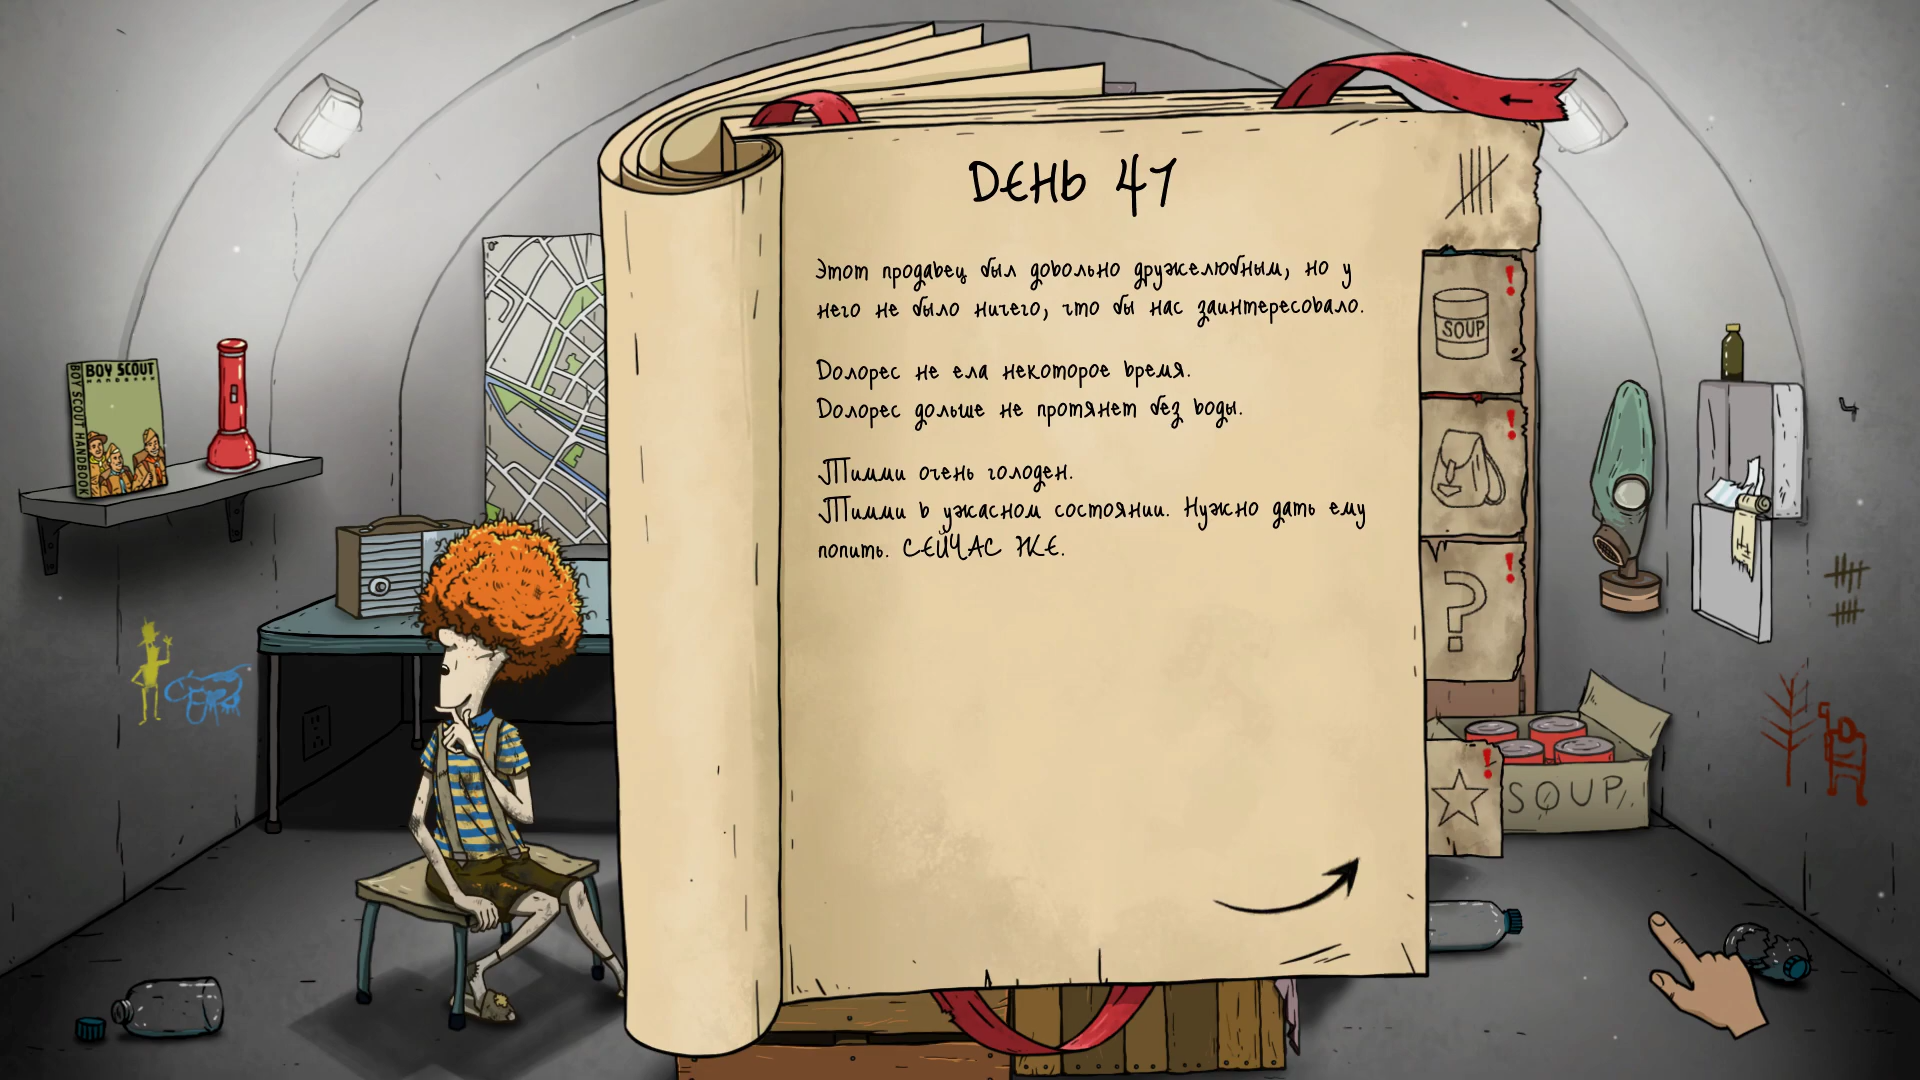 ДЕНЬ 47
Этот продавец был довольно дружелюбным, но у
него не было ничего, что бы нас заинтересовало.
Долорес не ела некоторое время.
Долорес дольше не протянет без воды.
Тимми очень голоден.
Тимми в ужасном состоянии. Нужно дать ему
попить. СЕЙЧАС ЖЕ.
!
SOUP
!
!
?
!
SOUP
BOY SCOUT
HANDBOOK
BOY SCOUT HANDBOOK